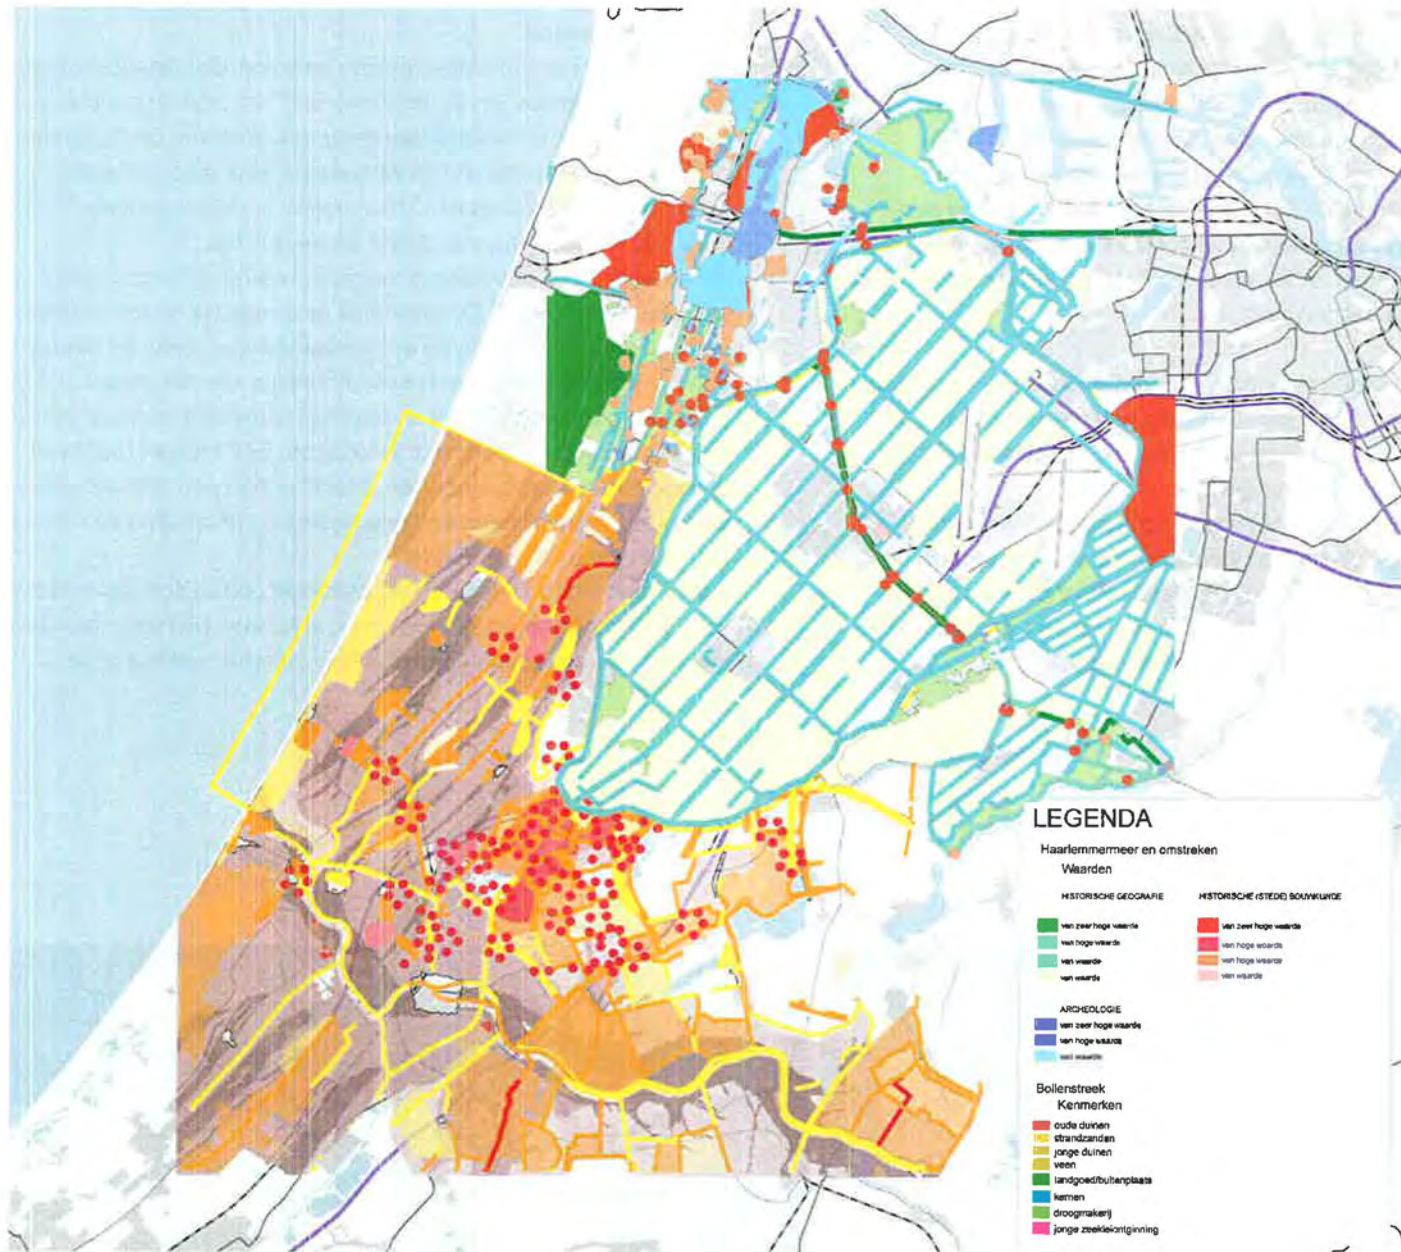 LEGENDA
Haarlemmermeer en omstreken
Waarden
HISTORISCHE GEOGRAFIE
van zeer hoge waarde
van hoge waarde
van waarde
van waarde
HISTORISCHE (STEDE) BOUWKUNDE
van zeer hoge waarde
van hoge waarde
van hoge waarde
van waarde
ARCHEOLOGIE
van zeer hoge waarde
van hoge waarde
van waarde
Bollenstreek
Kenmerken
oude duinen
strandzanden
jonge duinen
veen
landgoed/buitenplaats
kernen
droogmakerij
jonge zeekleiontginning